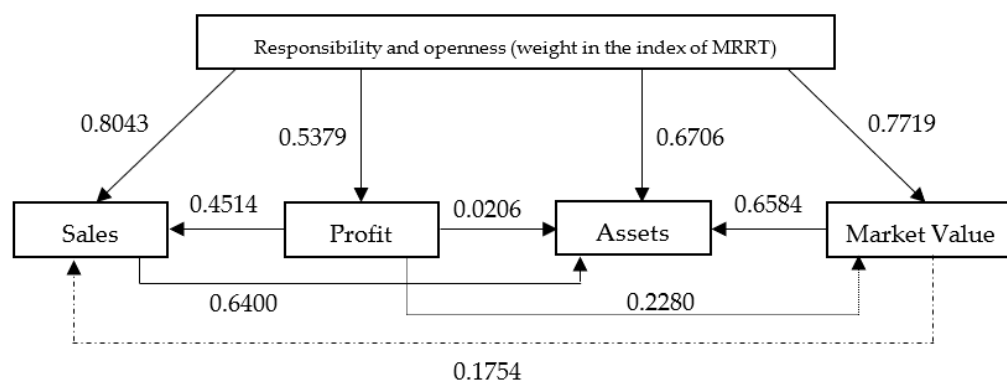 Responsibility and openness (weight in the index of MRRT)
0.8043
0.5379
0.6706
0.7719
Sales
0.4514
Profit
0.0206
Assets
0.6584
Market Value
0.6400
0.2280
0.1754